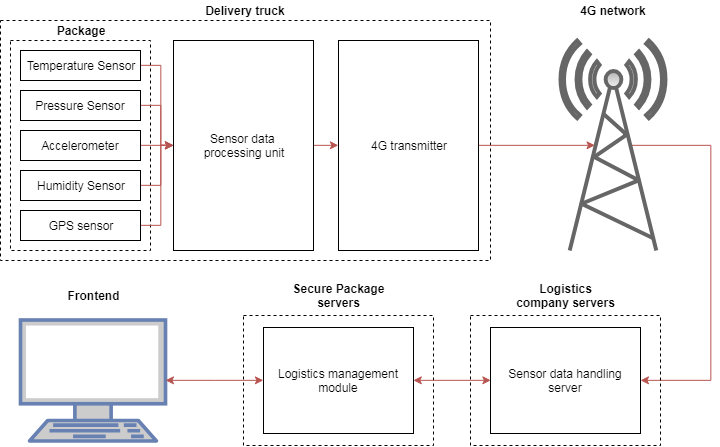 Delivery truck
4G network
Package
Temperature Sensor
Pressure Sensor
Accelerometer
Humidity Sensor
GPS sensor
Sensor data
processing unit
4G transmitter
Frontend
Secure Package
servers
Logistics
company servers
Logistics management
module
Sensor data handling
server